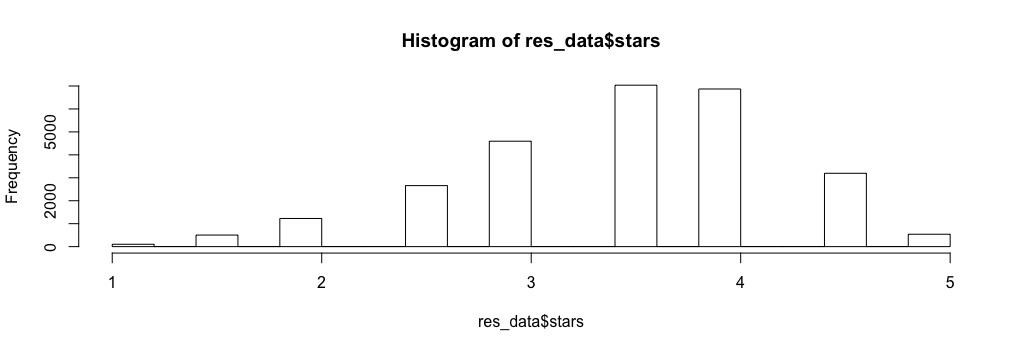 Histogram of res_data$stars
Frequency
5000
2000
0
1 2 3 4 5
res_data$stars